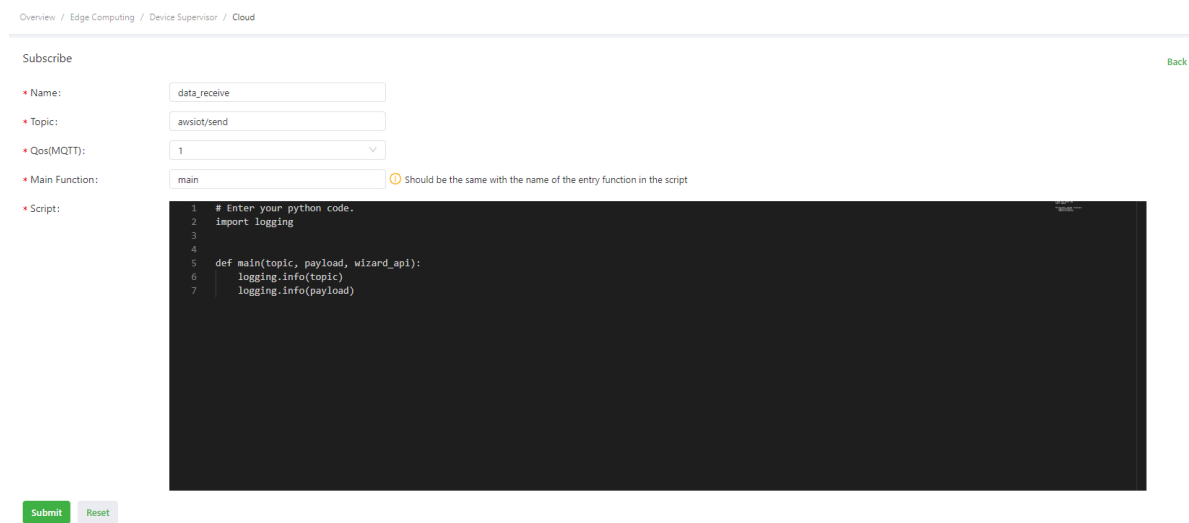 Overview / Edge Computing / Device Supervisor / Cloud
Subscribe
Back
* Name:
data_receive
* Topic:
awsiot/send
* Qos(MQTT):
1
* Main Function:
main
Should be the same with the name of the entry function in the script
* Script:
1 # Enter your python code.
2 import logging
3
4
5 def main(topic, payload, wizard_api):
6 logging.info(topic)
7 logging.info(payload)
Submit
Reset